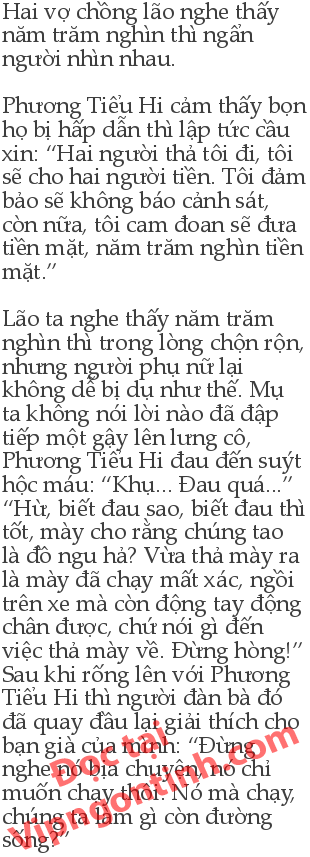 Hai vợ chồng lão nghe thấy
năm trăm nghìn thì ngẩn
người nhìn nhau.
Phương Tiểu Hi cảm thấy bọn
họ bị hấp dẫn thì lập tức cầu
xin: “Hai người thả tôi đi, tôi
sẽ cho hai người tiền. Tôi đảm
bảo sẽ không báo cảnh sát,
còn nữa, tôi cam đoan sẽ đưa
tiền mặt, năm trăm nghìn tiền
mặt.”
Lão ta nghe thấy năm trăm
nghìn thì trong lòng chộn rộn,
nhưng người phụ nữ lại
không dễ bị dụ như thế. Mụ
ta không nói lời nào đã đập
tiếp một gậy lên lưng cô,
Phương Tiểu Hi đau đến suýt
hộc máu: “Khụ... Đau quá...”
“Hừ, biết đau sao, biết đau thì
tốt, mày cho rằng chúng tao
là đồ ngu hả? Vừa thả mày ra
là mày đã chạy mất xác, ngồi
trên xe mà còn động tay động
chân được, chứ nói gì đến
việc thả mày về. Đừng hòng!”
Sau khi rống lên với Phương
Tiểu Hi thì người đàn bà đó
đã quay đầu lại giải thích cho
bạn già của mình: “Đừng
nghe nó bịa chuyện, nó chỉ
muốn chạy thôi. Nó mà chạy,
chúng ta làm gì còn đường
sống?”
Đọc tại
Vipngontinh.com